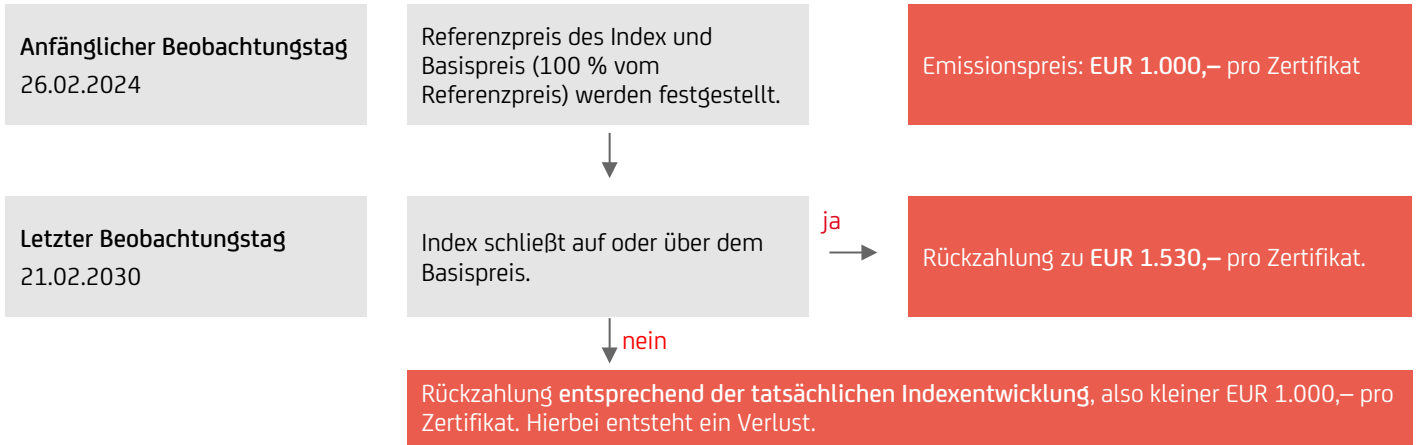 Anfänglicher Beobachtungstag
26.02.2024
Referenzpreis des Index und
Basispreis (100 % vom
Referenzpreis) werden festgestellt.
Emissionspreis: EUR 1.000,– pro Zertifikat
Letzter Beobachtungstag
21.02.2030
Index schließt auf oder über dem
Basispreis.
ja
Rückzahlung zu EUR 1.530,– pro Zertifikat.
nein
Rückzahlung entsprechend der tatsächlichen Indexentwicklung, also kleiner EUR 1.000,– pro
Zertifikat. Hierbei entsteht ein Verlust.